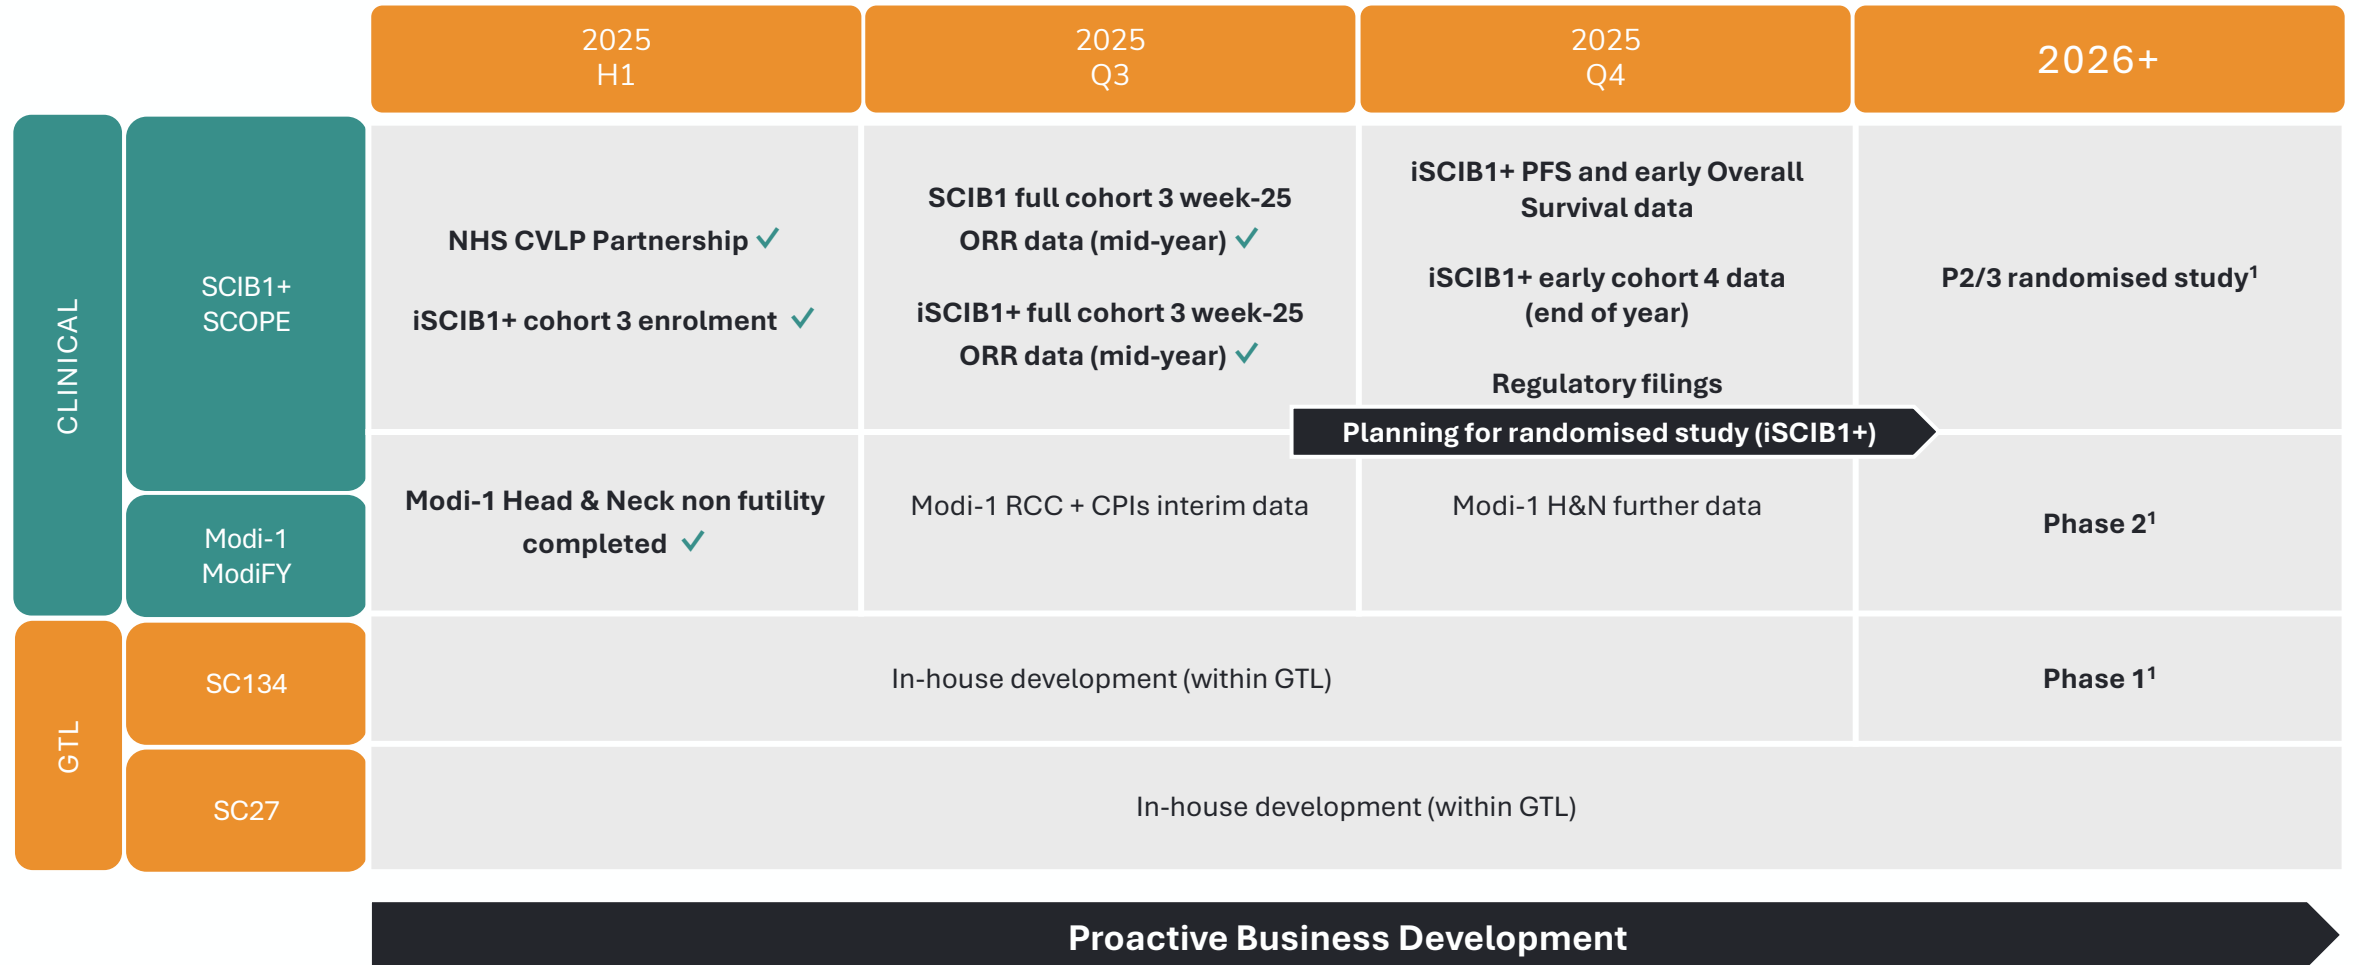 2025
H1
2025
Q3
2025
Q4
2026+
CLINICAL
SCIB1+
SCOPE
NHS CVLP Partnership ✓
iSCIB1+ cohort 3 enrolment ✓
SCIB1 full cohort 3 week-25
ORR data (mid-year) ✓
iSCIB1+ full cohort 3 week-25
ORR data (mid-year) ✓
iSCIB1+ PFS and early Overall
Survival data
iSCIB1+ early cohort 4 data
(end of year)
Regulatory filings
P2/3 randomised study¹
Planning for randomised study (iSCIB1+)
Modi-1
ModiFY
Modi-1 Head & Neck non futility
completed ✓
Modi-1 RCC + CPIs interim data
Modi-1 H&N further data
Phase 2¹
GTL
SC134
In-house development (within GTL)
Phase 1¹
SC27
In-house development (within GTL)
Proactive Business Development